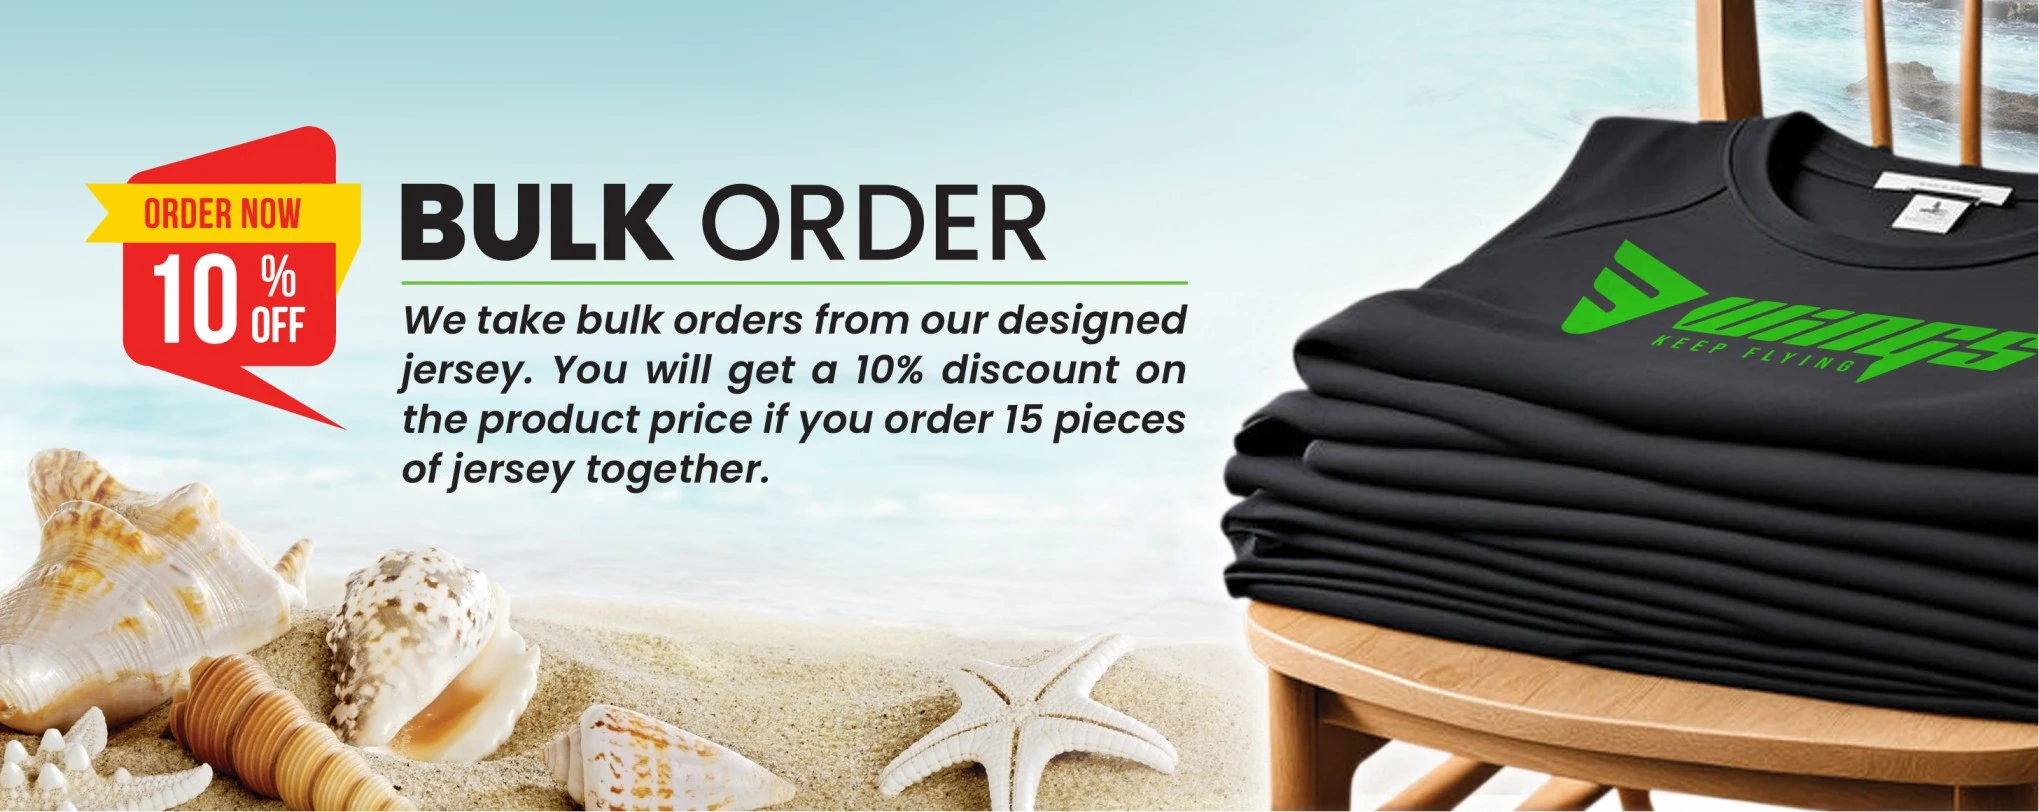 ORDER NOW
10 %
OFF
BULK ORDER
We take bulk orders from our designed
jersey. You will get a 10% discount on
the product price if you order 15 pieces
of jersey together.
wings
KEEP FLYING